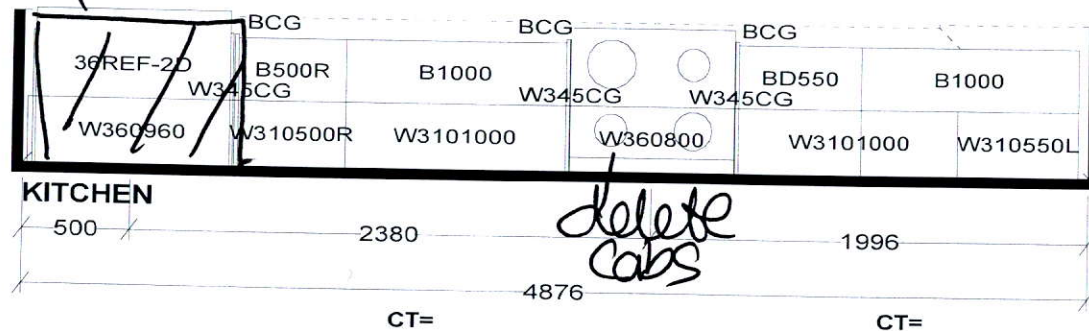 BCG BCG BCG
36REF-2D B500R B1000 BD550 B1000
W345CG W345CG W345CG
W360960 W310500R W3101000 W360800 W3101000 W310550L
KITCHEN
500 2380 1996
delete
cabs
4876
CT= CT=